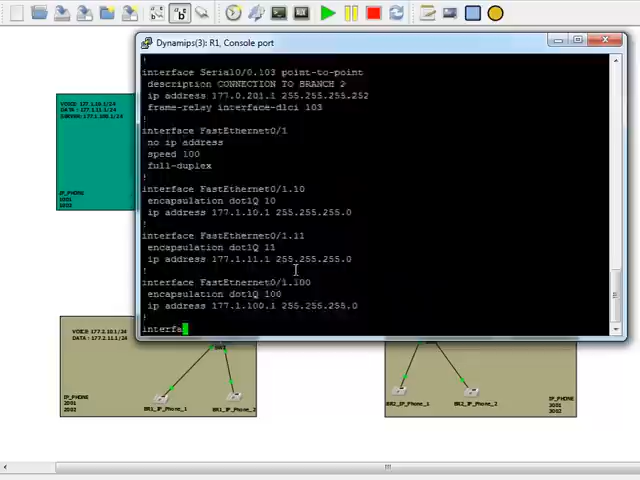 Dynamips(3): R1, Console port
!
interface Serial0/0.103 point-to-point
description CONNECTION TO BRANCH 2
ip address 177.0.201.1 255.255.255.252
frame-relay interface-dlci 103
!
interface FastEthernet0/1
no ip address
speed 100
full-duplex
!
interface FastEthernet0/1.10
encapsulation dot1Q 10
ip address 177.1.10.1 255.255.255.0
!
interface FastEthernet0/1.11
encapsulation dot1Q 11
ip address 177.1.11.1 255.255.255.0
!
interface FastEthernet0/1.100
encapsulation dot1Q 100
ip address 177.1.100.1 255.255.255.0
!
interfa
VOICE: 177.1.10.1/24
DATA : 177.1.11.1/24
SERVER: 177.1.100.1/24
IP_PHONE
1001
1002
VOICE: 177.2.10.1/24
DATA : 177.2.11.1/24
IP_PHONE
2001
2002
BR1_IP_Phone_1
BR1_IP_Phone_2
BR2_IP_Phone_1
BR2_IP_Phone_2
IP_PHONE